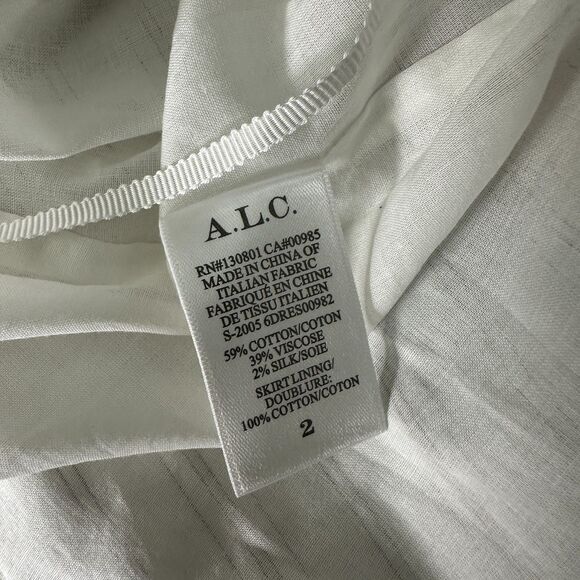 A.L.C.
RN#130801 CA#00985
MADE IN CHINA OF
ITALIAN FABRIC
FABRIQUÉ EN CHINE
DE TISSU ITALIEN
S-2005 6DRES00982
59% COTTON/COTON
39% VISCOSE
2% SILK/SOIE
SKIRT LINING/
DOUBLURE:
100% COTTON/COTON
2